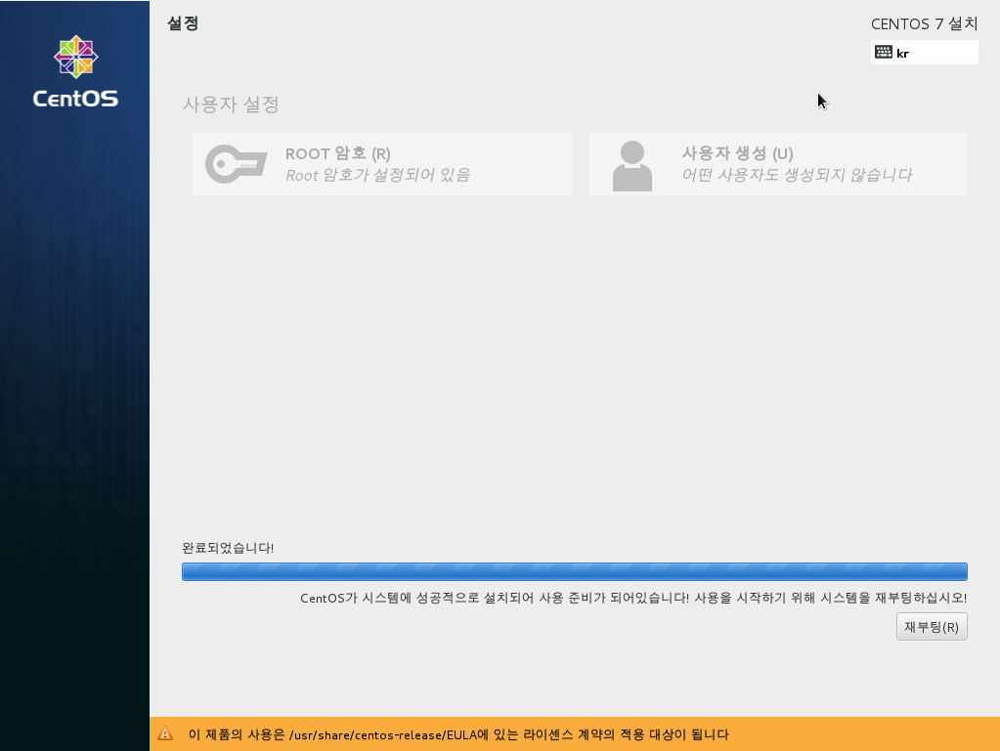 CentOS
설정
CENTOS 7 설치
kr
사용자 설정
ROOT 암호 (R)
Root 암호가 설정되어 있음
사용자 생성 (U)
어떤 사용자도 생성되지 않습니다
완료되었습니다!
CentOS가 시스템에 성공적으로 설치되어 사용 준비가 되어있습니다! 사용을 시작하기 위해 시스템을 재부팅하십시오!
재부팅(R)
이 제품의 사용은 /usr/share/centos-release/EULA에 있는 라이센스 계약의 적용 대상이 됩니다